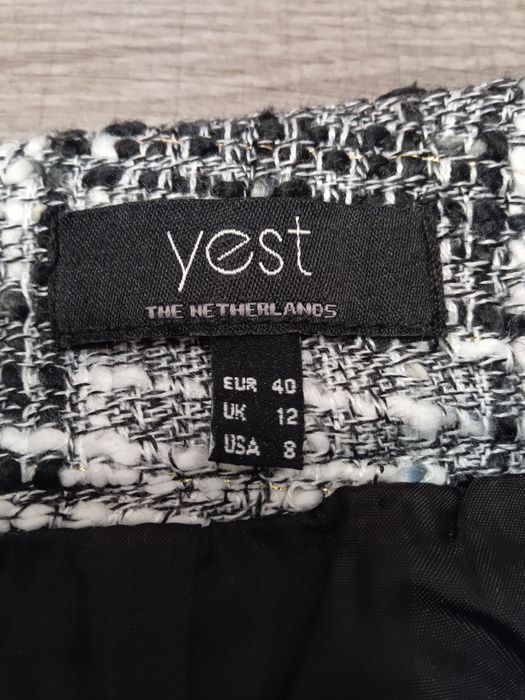 yest
THE NETHERLANDS
EUR 40
UK 12
USA 8